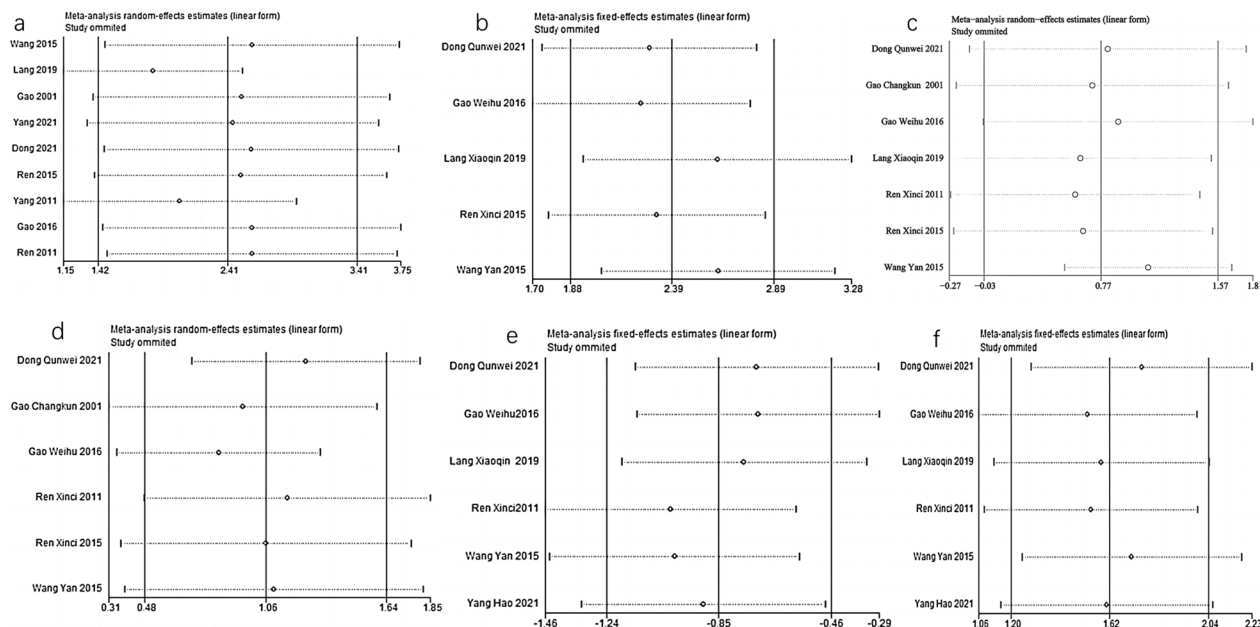 a
Meta-analysis random-effects estimates (linear form)
Study ommited
Wang 2015
Lang 2019
Gao 2001
Yang 2021
Dong 2021
Ren 2015
Yang 2011
Gao 2016
Ren 2011
1.15 1.42 2.41 3.41 3.75
b
Meta-analysis fixed-effects estimates (linear form)
Study ommited
Dong Qunwei 2021
Gao Weihu 2016
Lang Xiaoqin 2019
Ren Xinci 2015
Wang Yan 2015
1.70 1.88 2.39 2.89 3.28
c
Meta-analysis random-effects estimates (linear form)
Study ommited
Dong Qunwei 2021
Gao Changkun 2001
Gao Weihu 2016
Lang Xiaoqin 2019
Ren Xinci 2011
Ren Xinci 2015
Wang Yan 2015
-0.27 -0.03 0.77 1.57
d
Meta-analysis random-effects estimates (linear form)
Study ommited
Dong Qunwei 2021
Gao Changkun 2001
Gao Weihu 2016
Ren Xinci 2011
Ren Xinci 2015
Wang Yan 2015
0.31 0.48 1.06 1.64 1.85
e
Meta-analysis fixed-effects estimates (linear form)
Study ommited
Dong Qunwei 2021
Gao Weihu2016
Lang Xiaoqin 2019
Ren Xinci2011
Wang Yan 2015
Yang Hao 2021
-1.46 -1.24 -0.85 -0.46 -0.29
f
Meta-analysis fixed-effects estimates (linear form)
Study ommited
Dong Qunwei 2021
Gao Weihu 2016
Lang Xiaoqin 2019
Ren Xinci 2011
Wang Yan 2015
Yang Hao 2021
1.05 1.20 1.62 2.04